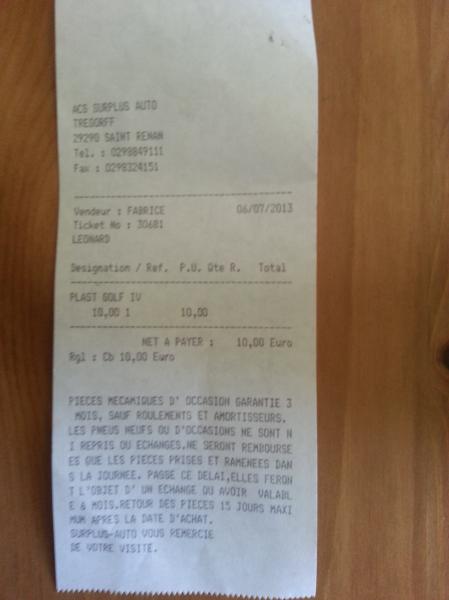 ACS SURPLUS AUTO
TREGORFF
29290 SAINT RENAN
Tel. : 0298849111
Fax : 0298324151
Vendeur : FABRICE 06/07/2013
Ticket No : 30681
LEONARD
Designation / Ref. P.U. Qte R. Total
PLAST GOLF IV
10,00 1 10,00
NET A PAYER : 10,00 Euro
Rgl : Cb 10,00 Euro
PIECES MECANIQUES D' OCCASION GARANTIE 3
MOIS, SAUF ROULEMENTS ET AMORTISSEURS.
LES PNEUS NEUFS OU D'OCCASIONS NE SONT N
I REPRIS OU ECHANGES.NE SERONT REMBOURSE
ES QUE LES PIECES PRISES ET RAMENEES DAN
S LA JOURNEE. PASSE CE DELAI,ELLES FERON
T L'OBJET D' UN ECHANGE OU AVOIR VALABL
E 6 MOIS.RETOUR DES PIECES 15 JOURS MAXI
MUM APRES LA DATE D'ACHAT.
SURPLUS-AUTO VOUS REMERCIE
DE VOTRE VISITE.